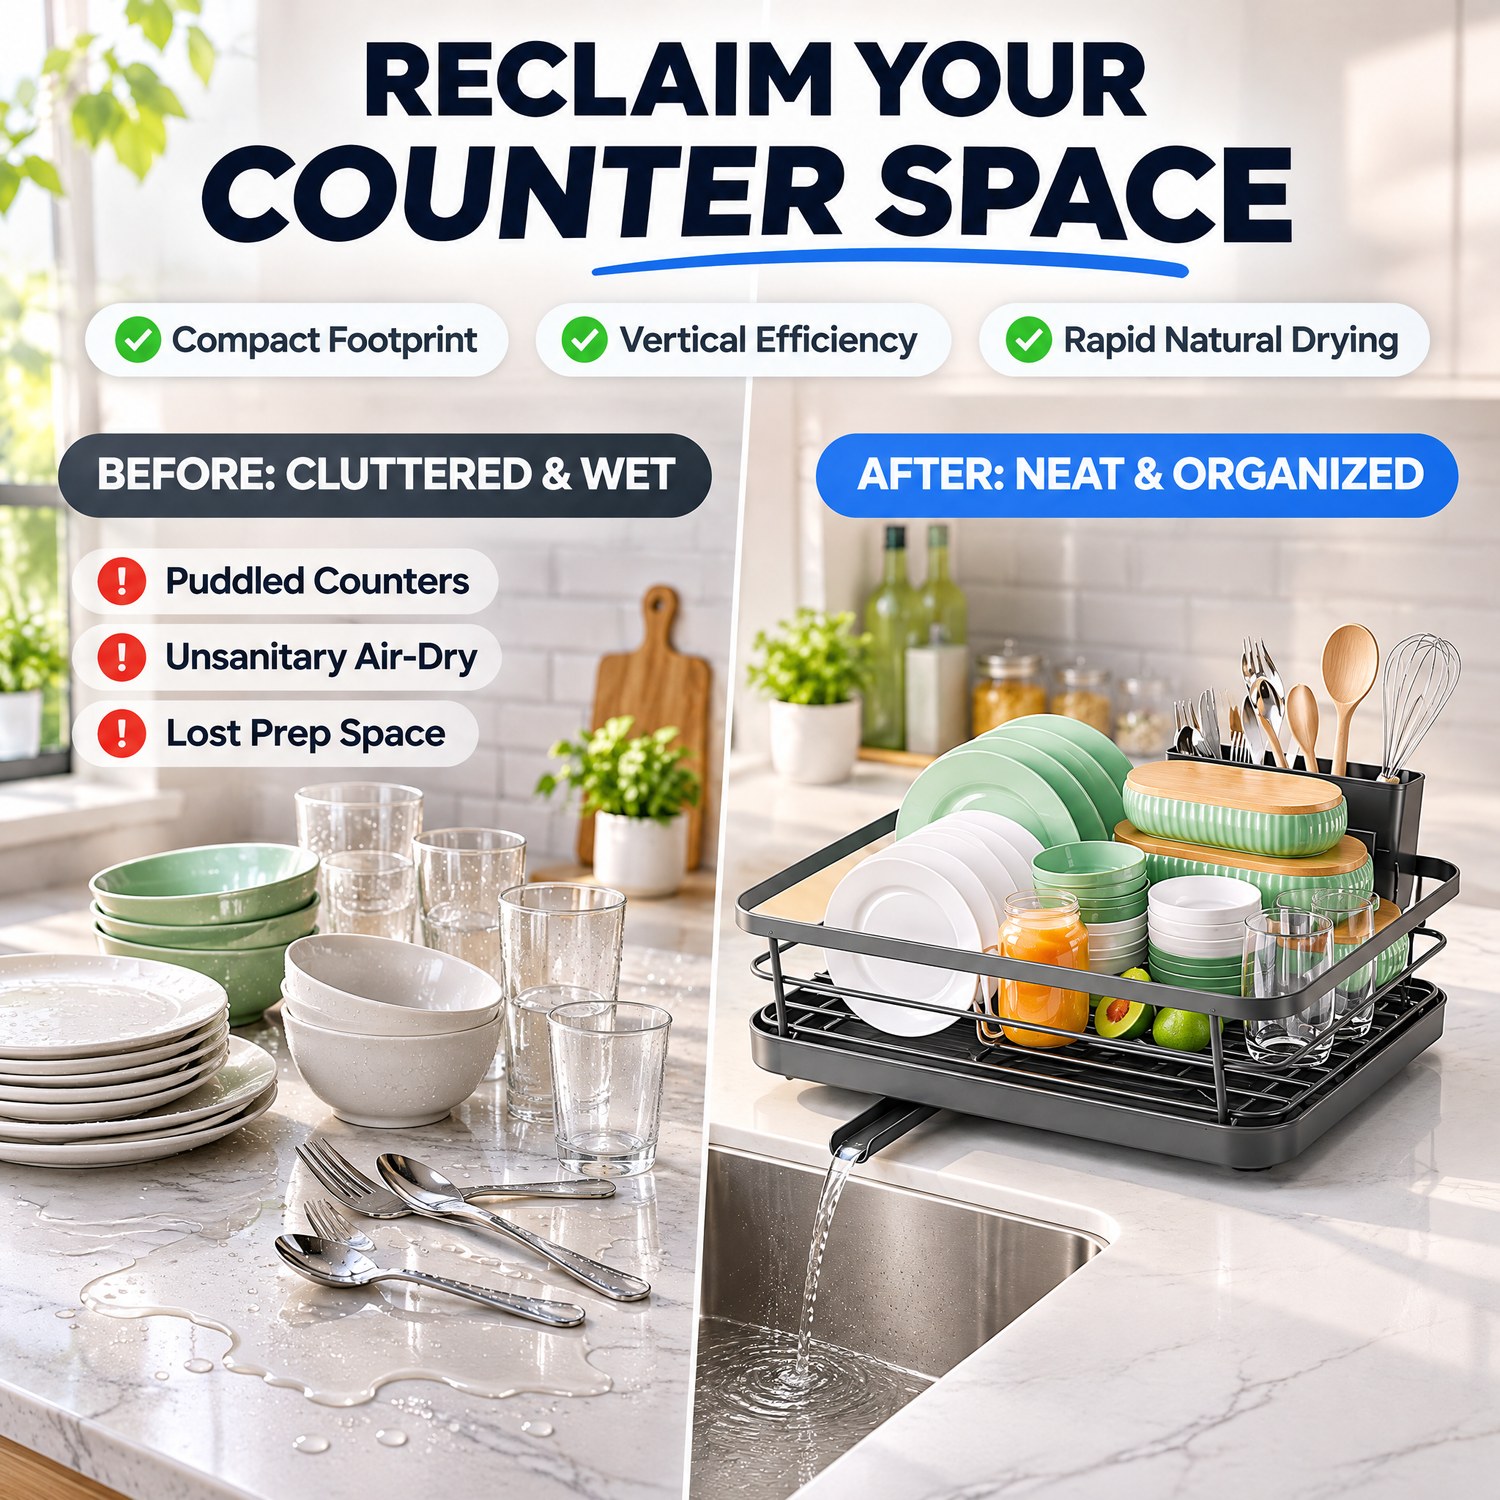 RECLAIM YOUR
COUNTER SPACE
Compact Footprint
Vertical Efficiency
Rapid Natural Drying
BEFORE: CLUTTERED & WET
Puddled Counters
Unsanitary Air-Dry
Lost Prep Space
AFTER: NEAT & ORGANIZED